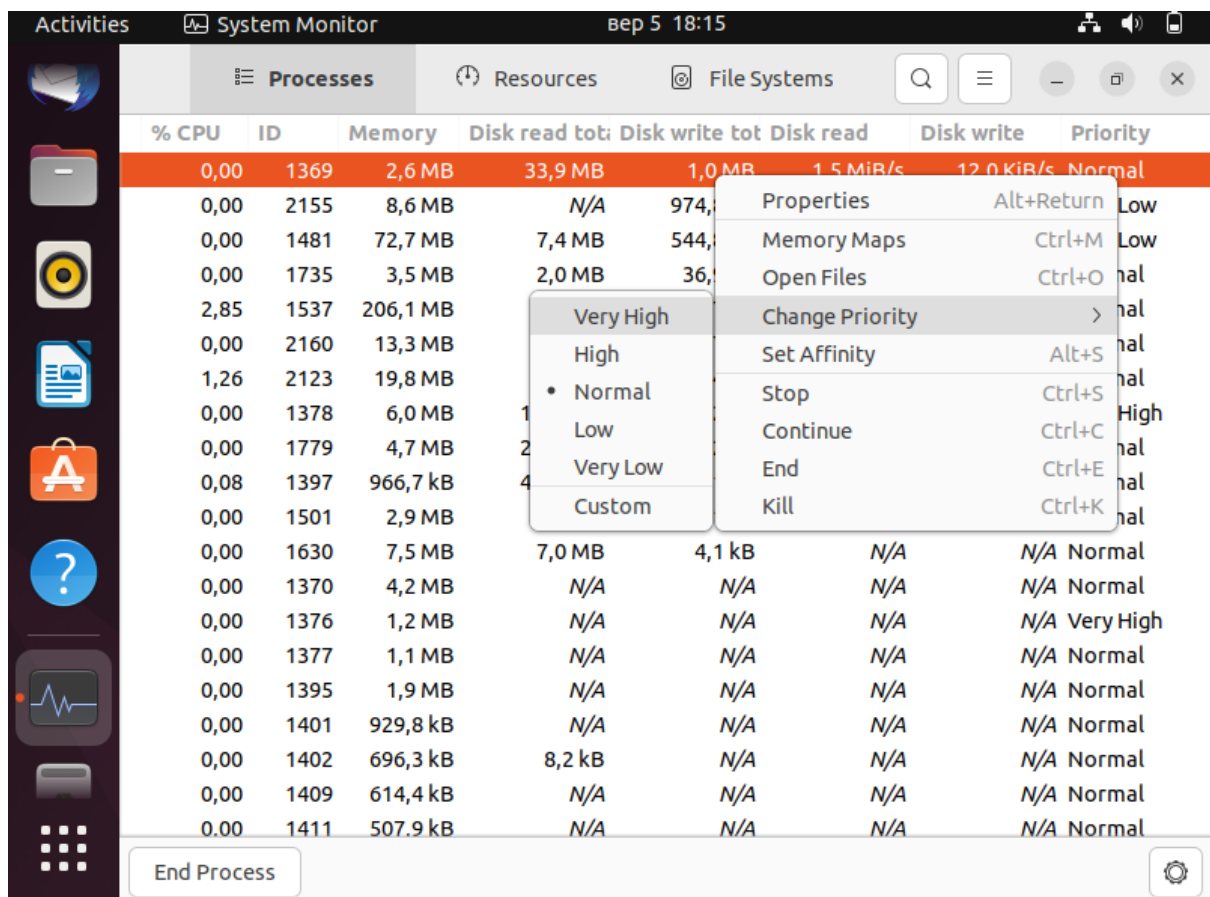 Activities System Monitor вер 5 18:15
Processes Resources File Systems
% CPU ID Memory Disk read tota Disk write tot Disk read Disk write Priority
0,00 1369 2,6 MB 33,9 MB 1,0 MB 1,5 MiB/s 12,0 KiB/s Normal
0,00 2155 8,6 MB N/A 974, Low
0,00 1481 72,7 MB 7,4 MB 544, Low
0,00 1735 3,5 MB 2,0 MB 36,
2,85 1537 206,1 MB
0,00 2160 13,3 MB
1,26 2123 19,8 MB
0,00 1378 6,0 MB 1 High
0,00 1779 4,7 MB 2
0,08 1397 966,7 kB 4
0,00 1501 2,9 MB
0,00 1630 7,5 MB 7,0 MB 4,1 kB N/A N/A Normal
0,00 1370 4,2 MB N/A N/A N/A N/A Normal
0,00 1376 1,2 MB N/A N/A N/A N/A Very High
0,00 1377 1,1 MB N/A N/A N/A N/A Normal
0,00 1395 1,9 MB N/A N/A N/A N/A Normal
0,00 1401 929,8 kB N/A N/A N/A N/A Normal
0,00 1402 696,3 kB 8,2 kB N/A N/A N/A Normal
0,00 1409 614,4 kB N/A N/A N/A N/A Normal
0,00 1411 507,9 kB N/A N/A N/A N/A Normal
Properties Alt+Return
Memory Maps Ctrl+M
Open Files Ctrl+O
Change Priority
Set Affinity Alt+S
Stop Ctrl+S
Continue Ctrl+C
End Ctrl+E
Kill Ctrl+K
Very High
High
Normal
Low
Very Low
Custom
End Process